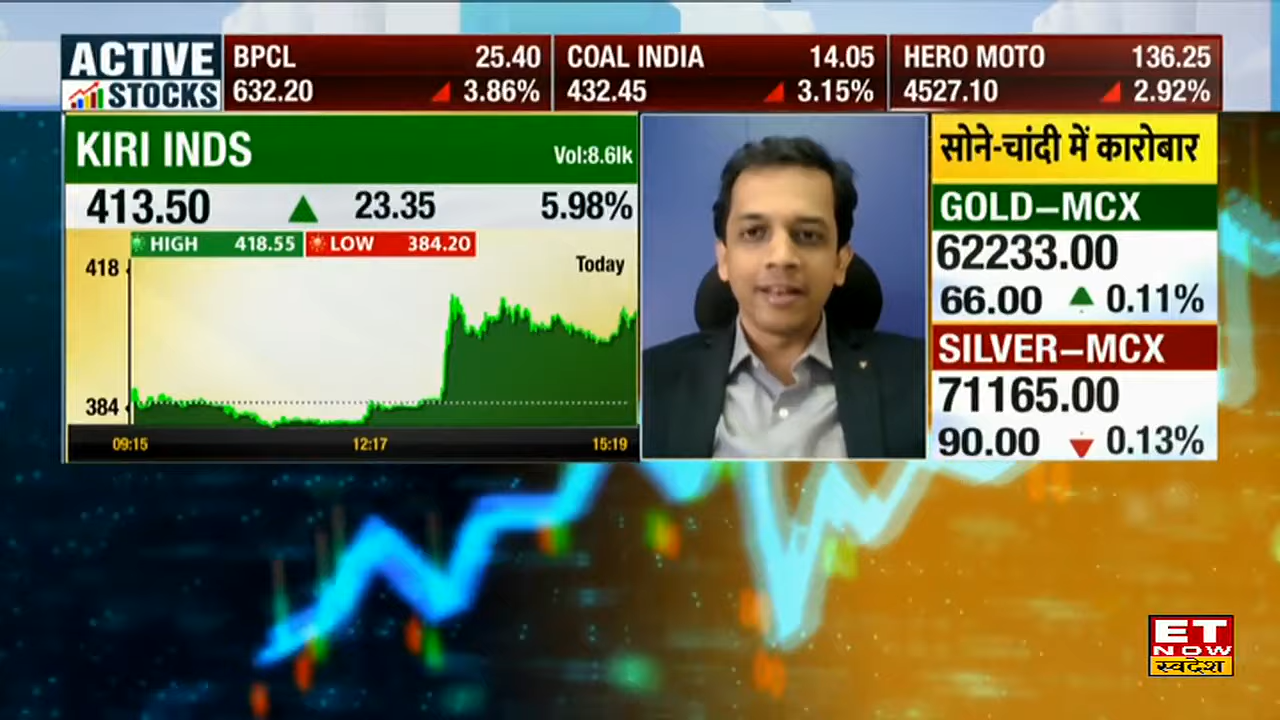 ACTIVE
STOCKS
BPCL 25.40
632.20 3.86%
COAL INDIA 14.05
432.45 3.15%
HERO MOTO 136.25
4527.10 2.92%
KIRI INDS Vol:8.6lk
413.50 23.35 5.98%
HIGH 418.55 LOW 384.20
Today
418
384
09:15 12:17 15:19
सोने-चांदी में कारोबार
GOLD–MCX
62233.00
66.00 0.11%
SILVER–MCX
71165.00
90.00 0.13%
ET
NOW
स्वदेश